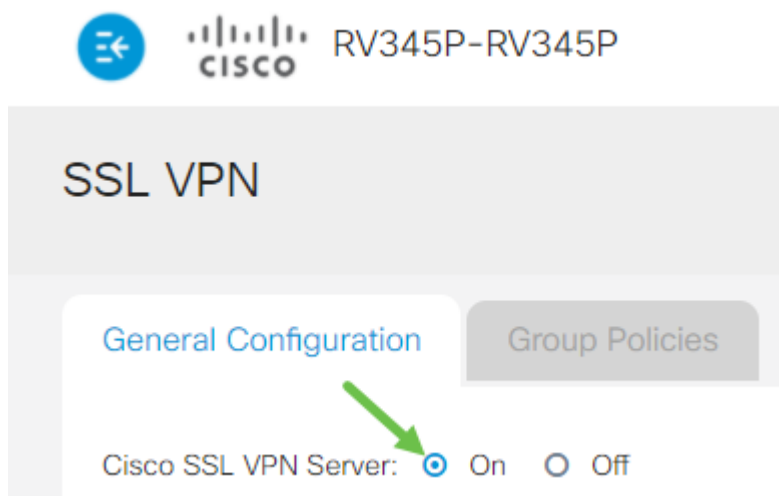 CISCO RV345P-RV345P
SSL VPN
General Configuration Group Policies
Cisco SSL VPN Server: On Off